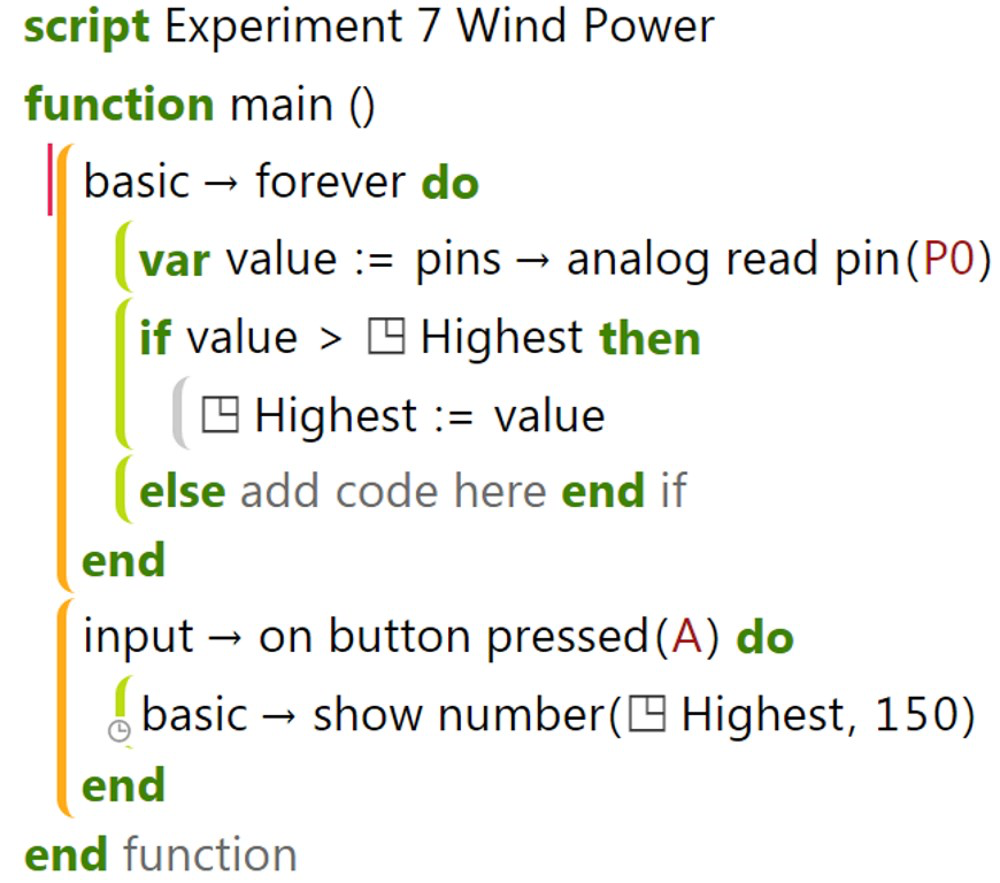 script Experiment 7 Wind Power
function main ()
basic → forever do
var value := pins → analog read pin(P0)
if value > ◳ Highest then
◳ Highest := value
else add code here end if
end
input → on button pressed(A) do
basic → show number(◳ Highest, 150)
end
end function